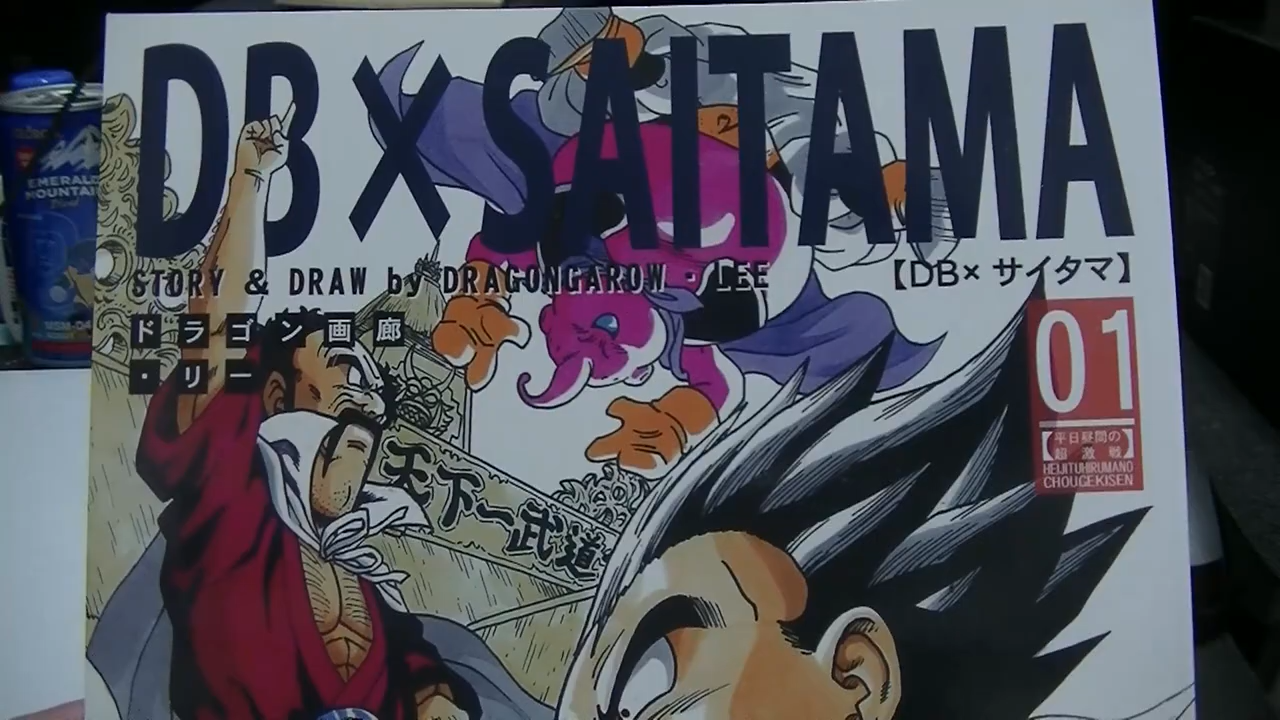 DB×SAITAMA
STORY & DRAW by DRAGONGAROW・LEE
【DB×サイタマ】
ドラゴン画廊
・リー
01
【平日昼間の】
超激戦
HEIJITUHIRUMANO
CHOUGEKISEN
天下一武道
2
EMERALD
MOUNTAIN
Blend